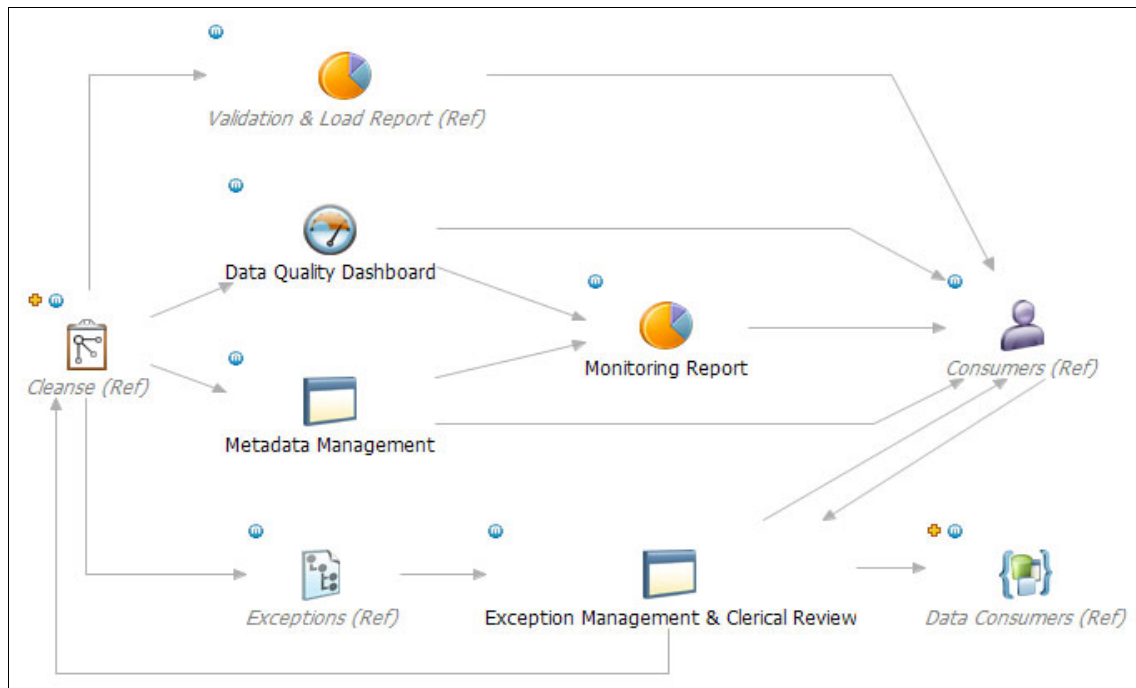 Validation & Load Report (Ref)
Data Quality Dashboard
Monitoring Report
Cleanse (Ref)
Consumers (Ref)
Metadata Management
Exceptions (Ref)
Exception Management & Clerical Review
Data Consumers (Ref)